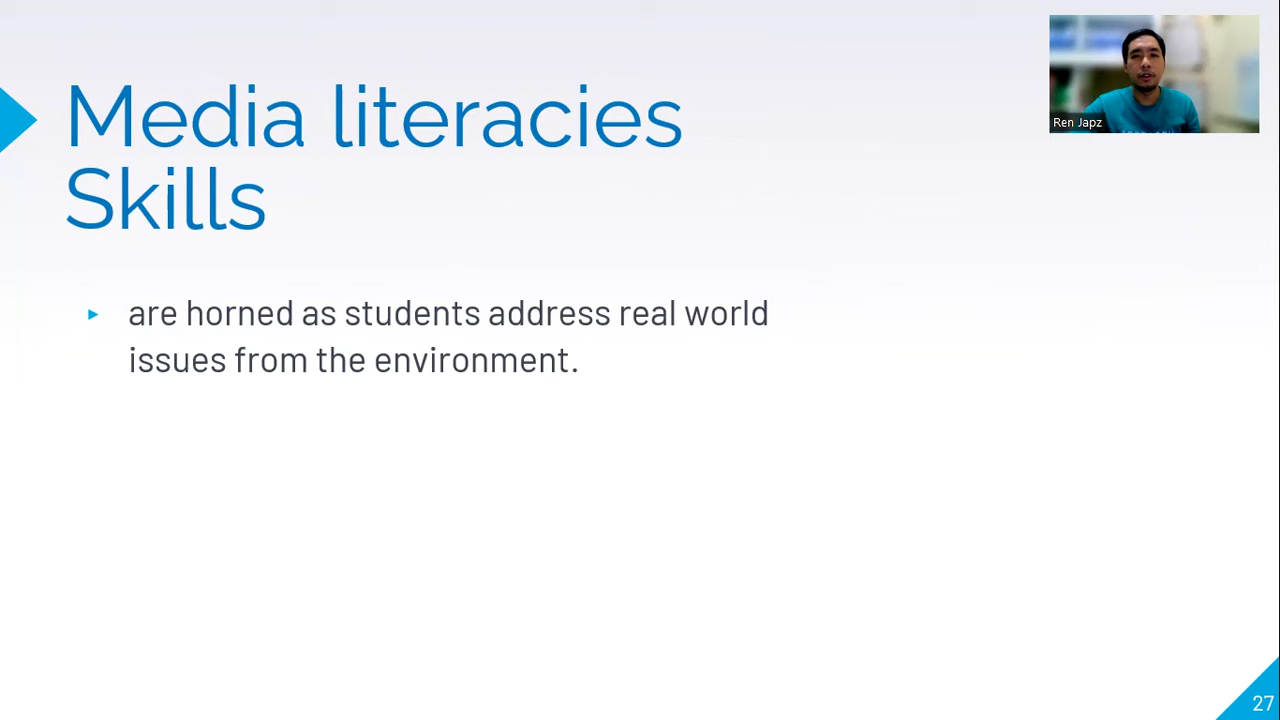 Media literacies
Skills
Ren Japz
▸ are horned as students address real world
issues from the environment.
27